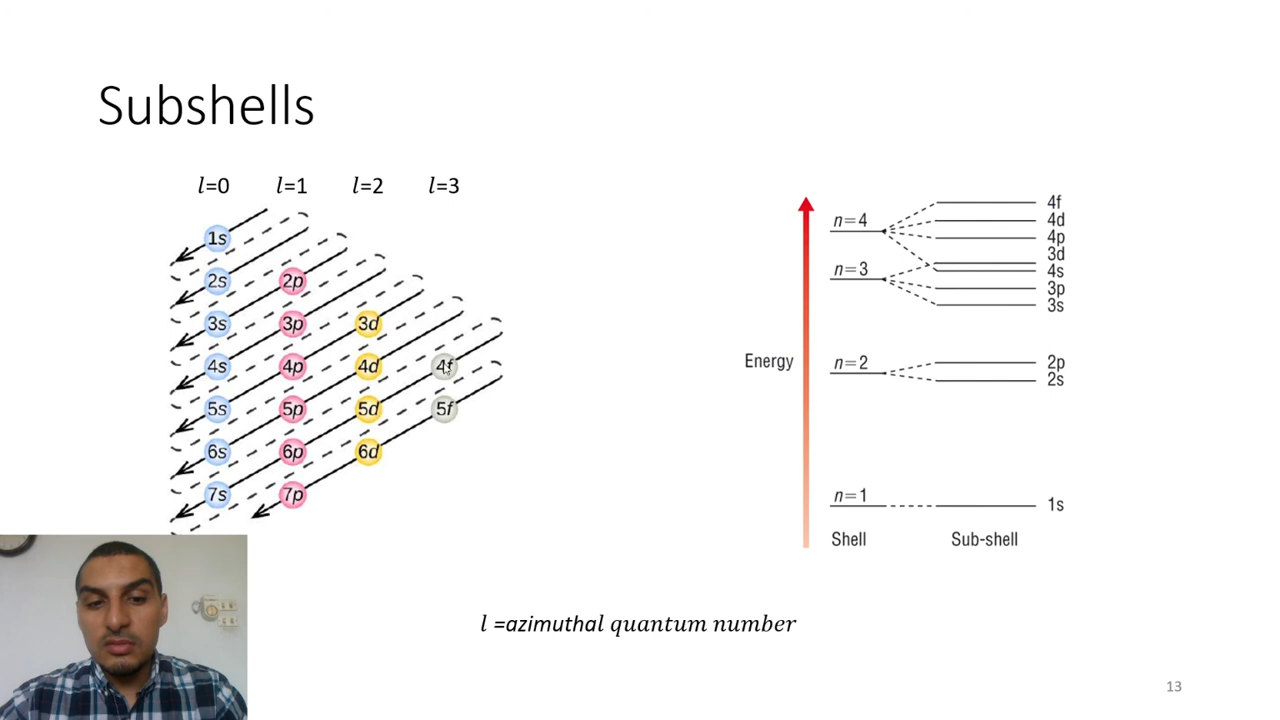 Subshells
l=0 l=1 l=2 l=3
1s
2s 2p
3s 3p 3d
4s 4p 4d 4f
5s 5p 5d 5f
6s 6p 6d
7s 7p
Energy
n=4
n=3
n=2
n=1
Shell
4f
4d
4p
3d
4s
3p
3s
2p
2s
1s
Sub-shell
l =azimuthal quantum number
13